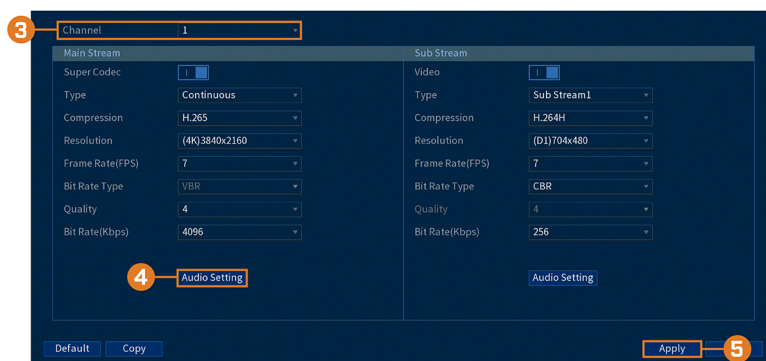 3 Channel 1
Main Stream Sub Stream
Super Codec Video
Type Continuous Type Sub Stream1
Compression H.265 Compression H.264H
Resolution (4K)3840x2160 Resolution (D1)704x480
Frame Rate(FPS) 7 Frame Rate(FPS) 7
Bit Rate Type VBR Bit Rate Type CBR
Quality 4 Quality 4
Bit Rate(Kbps) 4096 Bit Rate(Kbps) 256
4 Audio Setting Audio Setting
Default Copy Apply 5